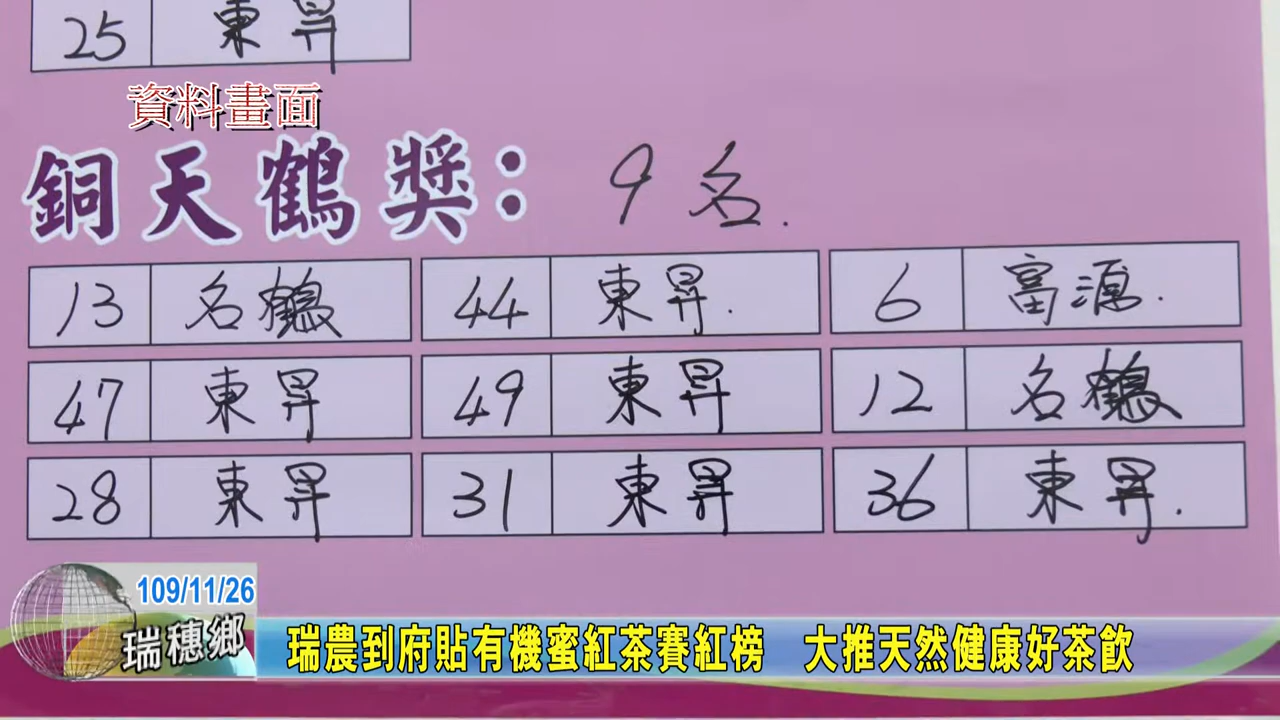 25 東昇
資料畫面
銅天鶴獎： 9名.
13 名鶴 44 東昇. 6 富源.
47 東昇 49 東昇 12 名鶴
28 東昇 31 東昇 36 東昇.
109/11/26
瑞穗鄉
瑞農到府貼有機蜜紅茶賽紅榜 大推天然健康好茶飲